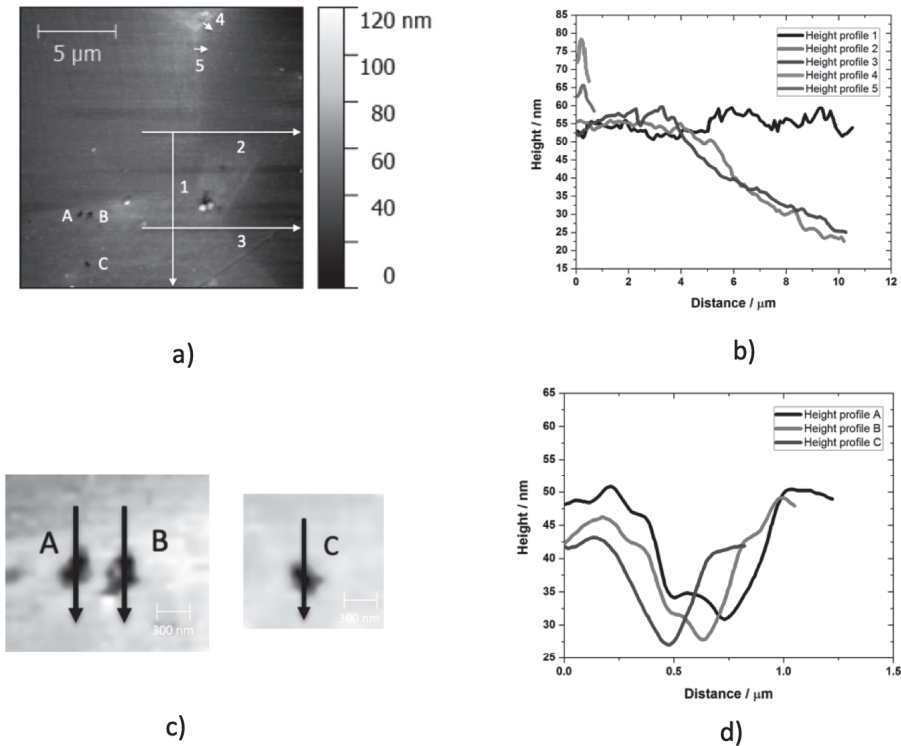 120 nm
100
80
60
40
20
0
5 µm
4
5
2
1
A
B
C
3
a)
85
80
75
70
65
60
55
50
45
40
35
30
25
20
15
Height / nm
Height profile 1
Height profile 2
Height profile 3
Height profile 4
Height profile 5
0 2 4 6 8 10 12
Distance / μm
b)
A
B
300 nm
C
300 nm
c)
65
60
55
50
45
40
35
30
25
Height / nm
Height profile A
Height profile B
Height profile C
0.0 0.5 1.0 1.5
Distance / μm
d)